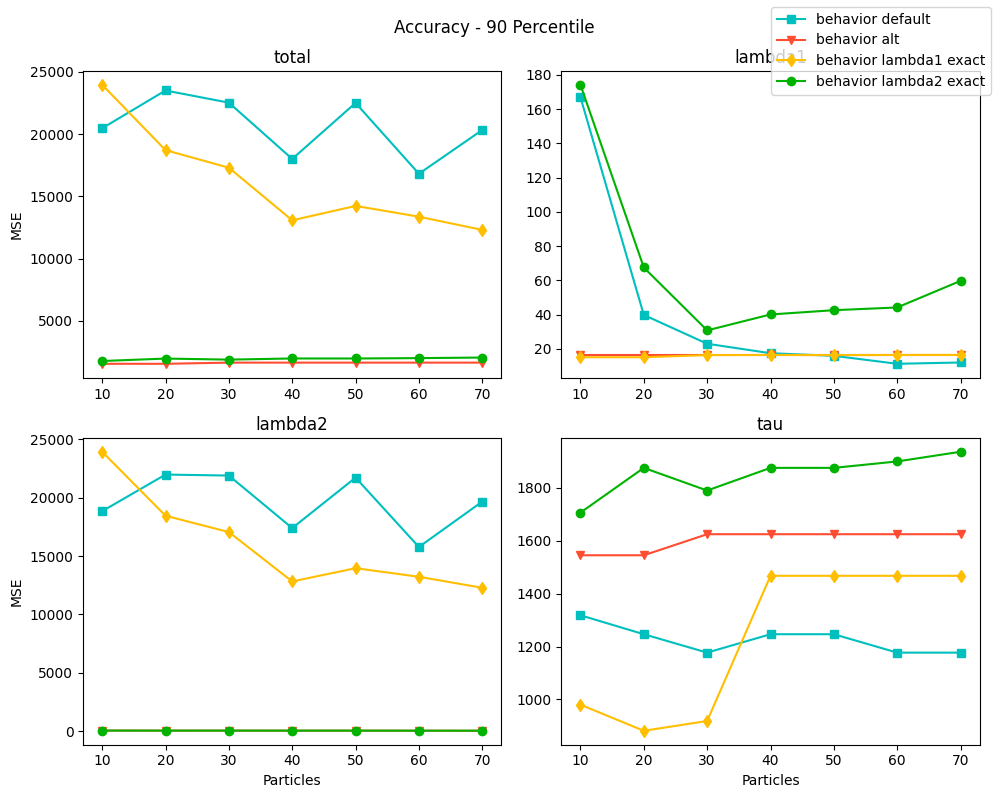 Accuracy - 90 Percentile
behavior default
behavior alt
behavior lambda1 exact
behavior lambda2 exact
total
25000
20000
15000
10000
5000
MSE
10 20 30 40 50 60 70
lambda1
180
160
140
120
100
80
60
40
20
10 20 30 40 50 60 70
lambda2
25000
20000
15000
10000
5000
0
MSE
10 20 30 40 50 60 70
Particles
tau
1800
1600
1400
1200
1000
10 20 30 40 50 60 70
Particles